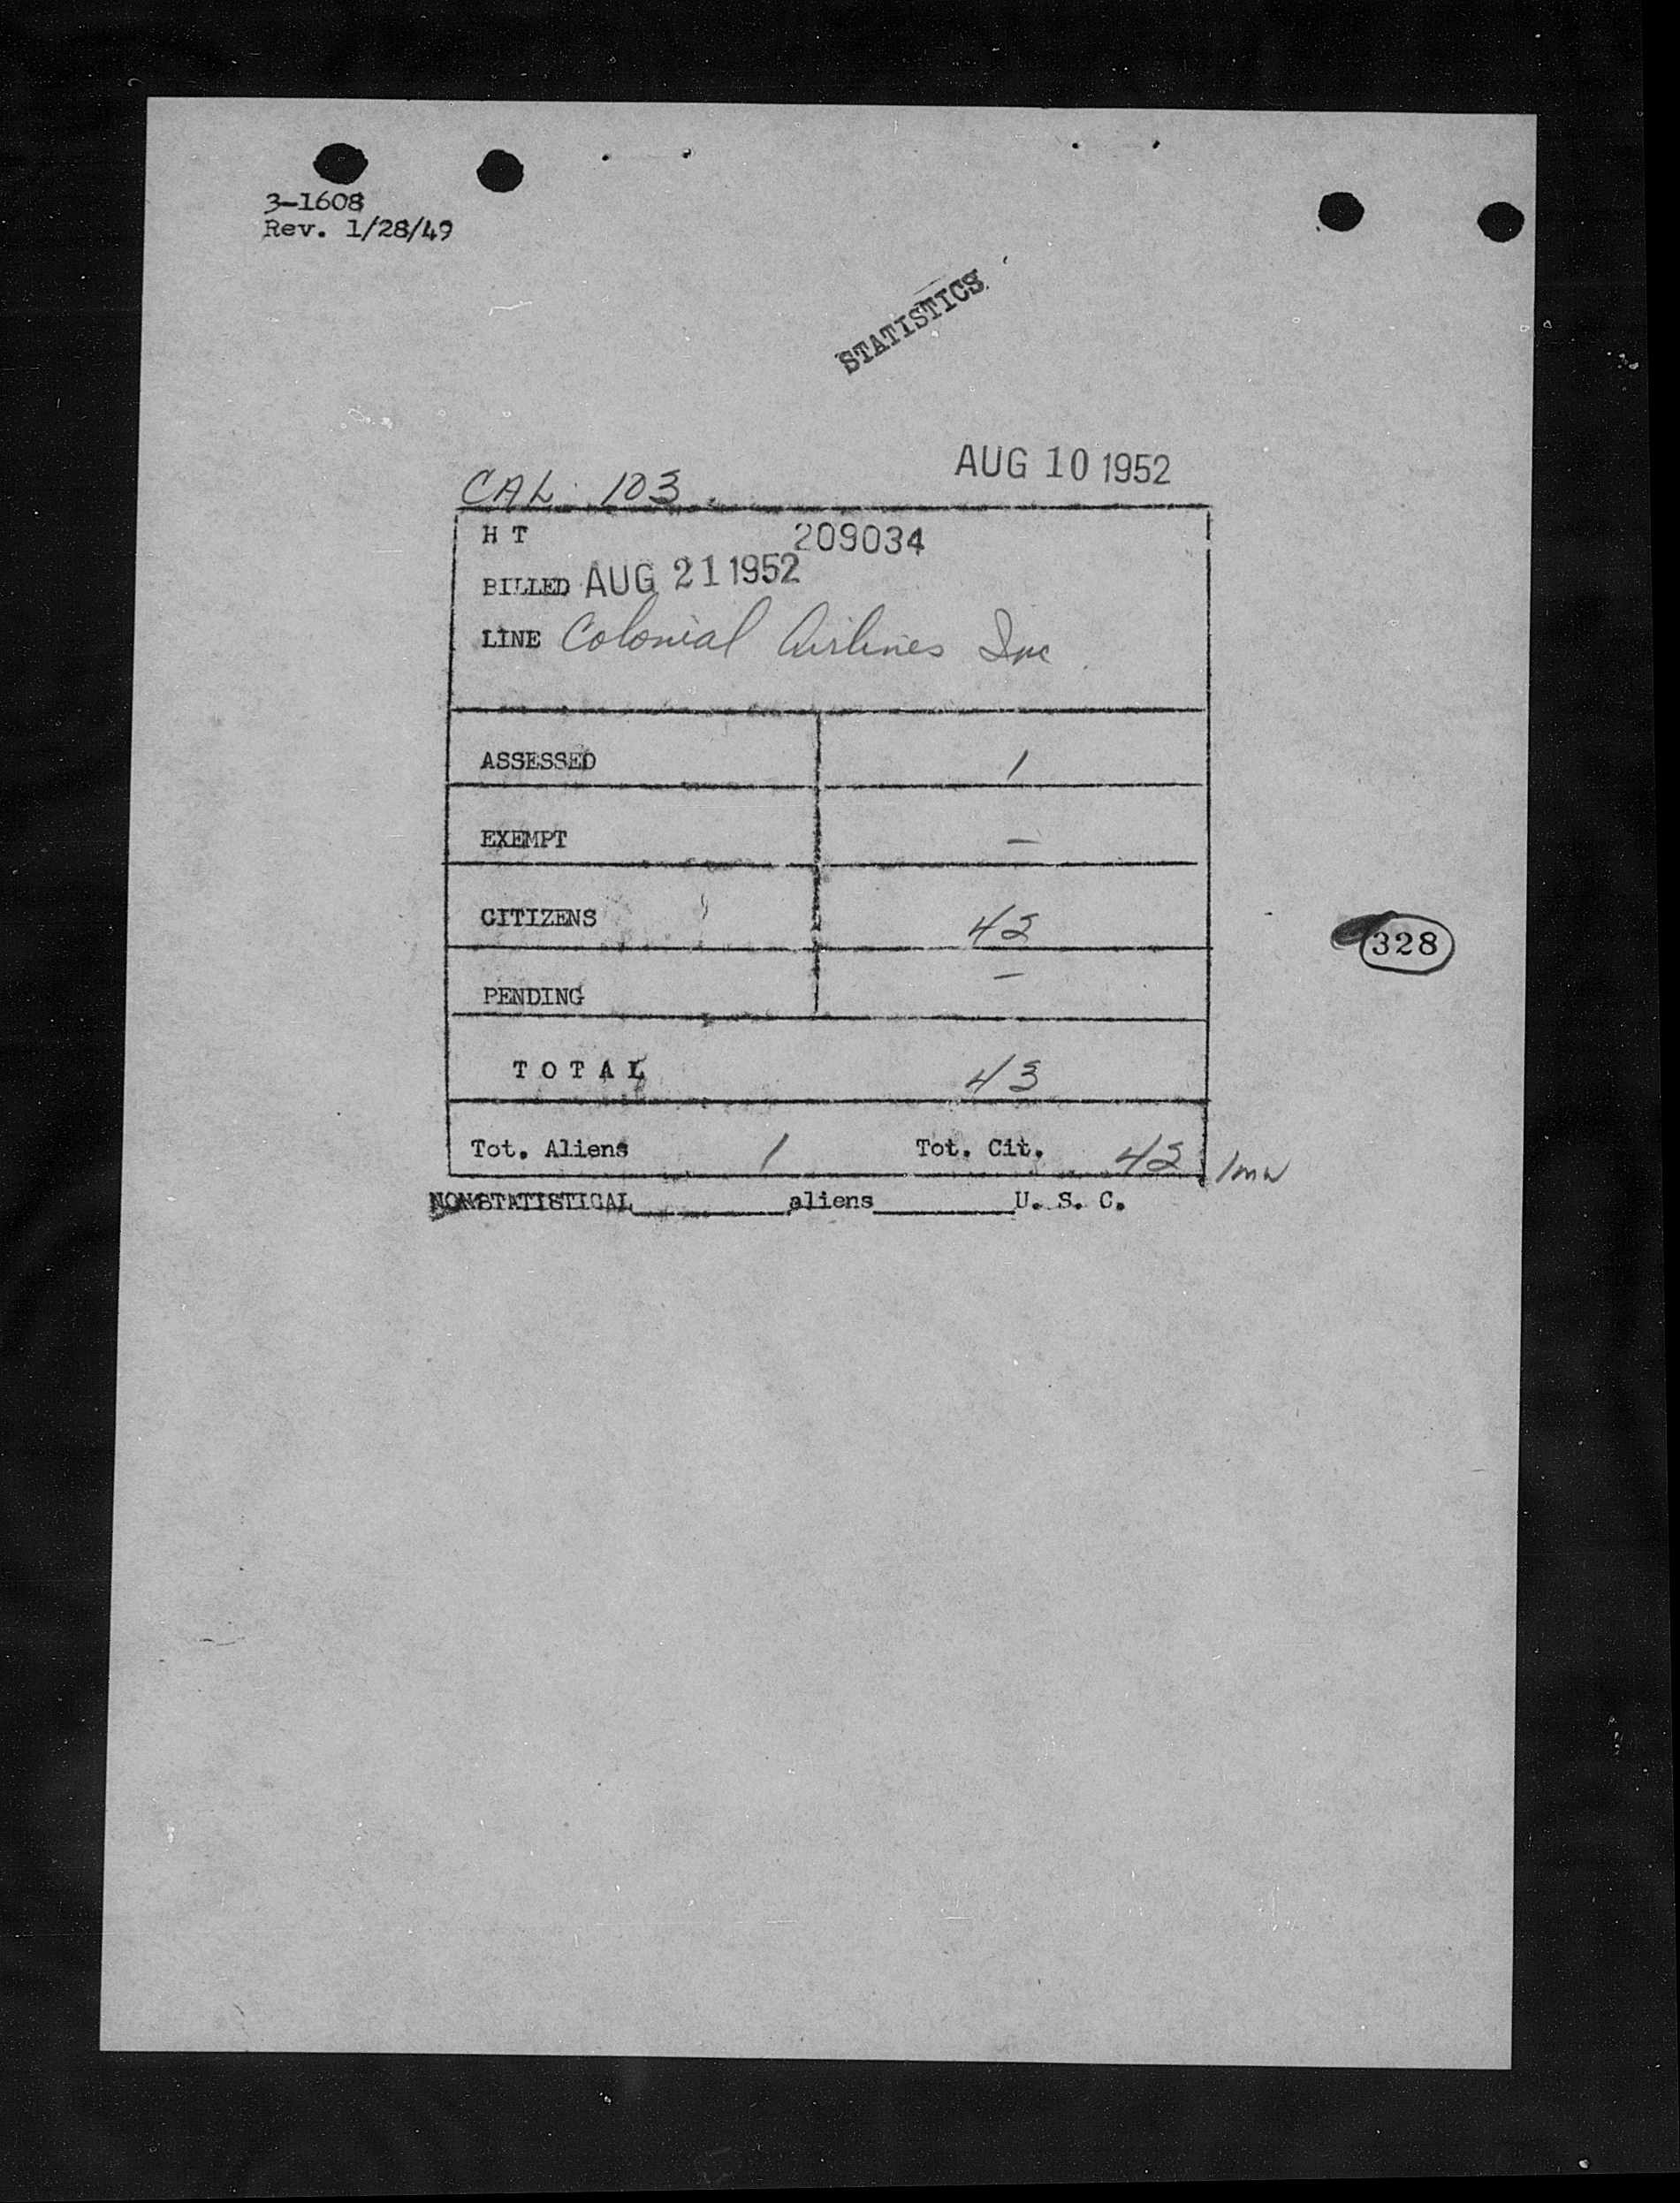 3-1608
Rev. 1/28/49
STATISTICS
AUG 10 1952
CAL 103
H T 209034
BILLED AUG 21 1952
LINE Colonial Airlines Inc
ASSESSED 1
EXEMPT —
CITIZENS 42
328
PENDING —
TOTAL 43
Tot. Aliens 1 Tot. Cit. 42
NONSTATISTICAL aliens U. S. C.